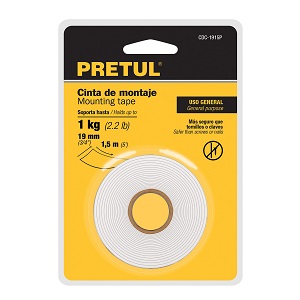 CDC-1915P
PRETUL®
Cinta de montaje
Mounting tape
Soporta hasta / Holds up to
1 kg (2.2 lb)
19 mm
(3/4")
1,5 m (5')
USO GENERAL
General purpose
Más seguro que
tornillos o clavos
Safer than screws or nails